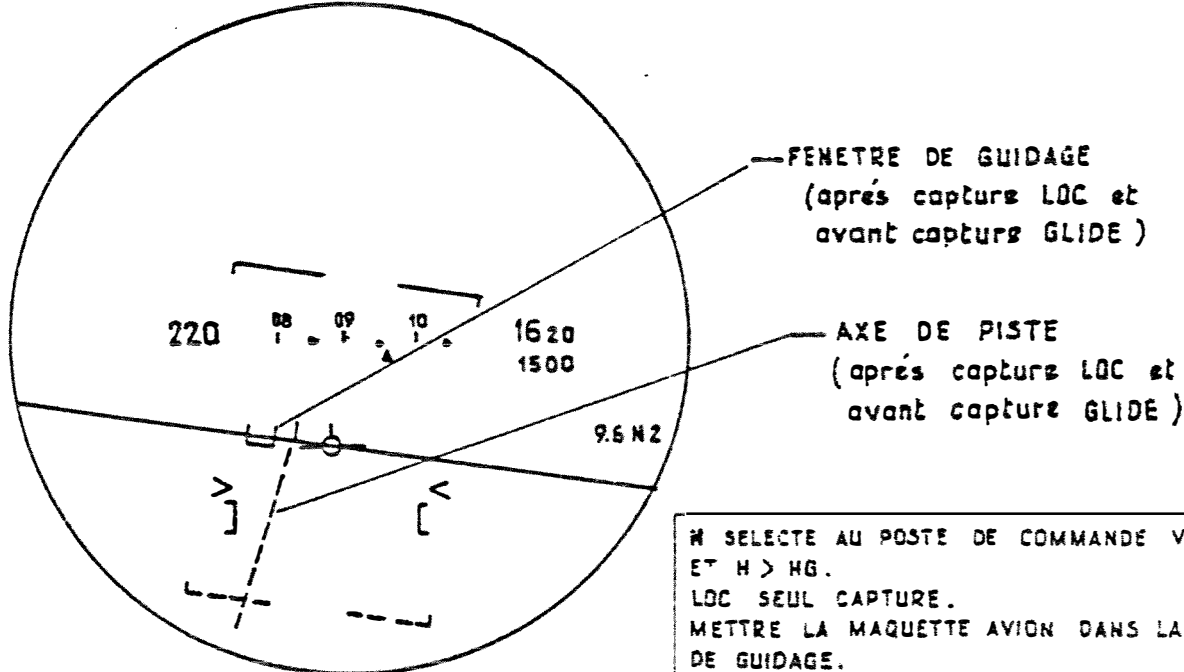 FENETRE DE GUIDAGE
(aprés capture LOC et
avant capture GLIDE)
220 08 09 10 1620
1500
AXE DE PISTE
(aprés capture LOC et
avant capture GLIDE)
9.6 N2
SELECTE AU POSTE DE COMMANDE V
ET H > HG.
LOC SEUL CAPTURE.
METTRE LA MAQUETTE AVION DANS LA
DE GUIDAGE.